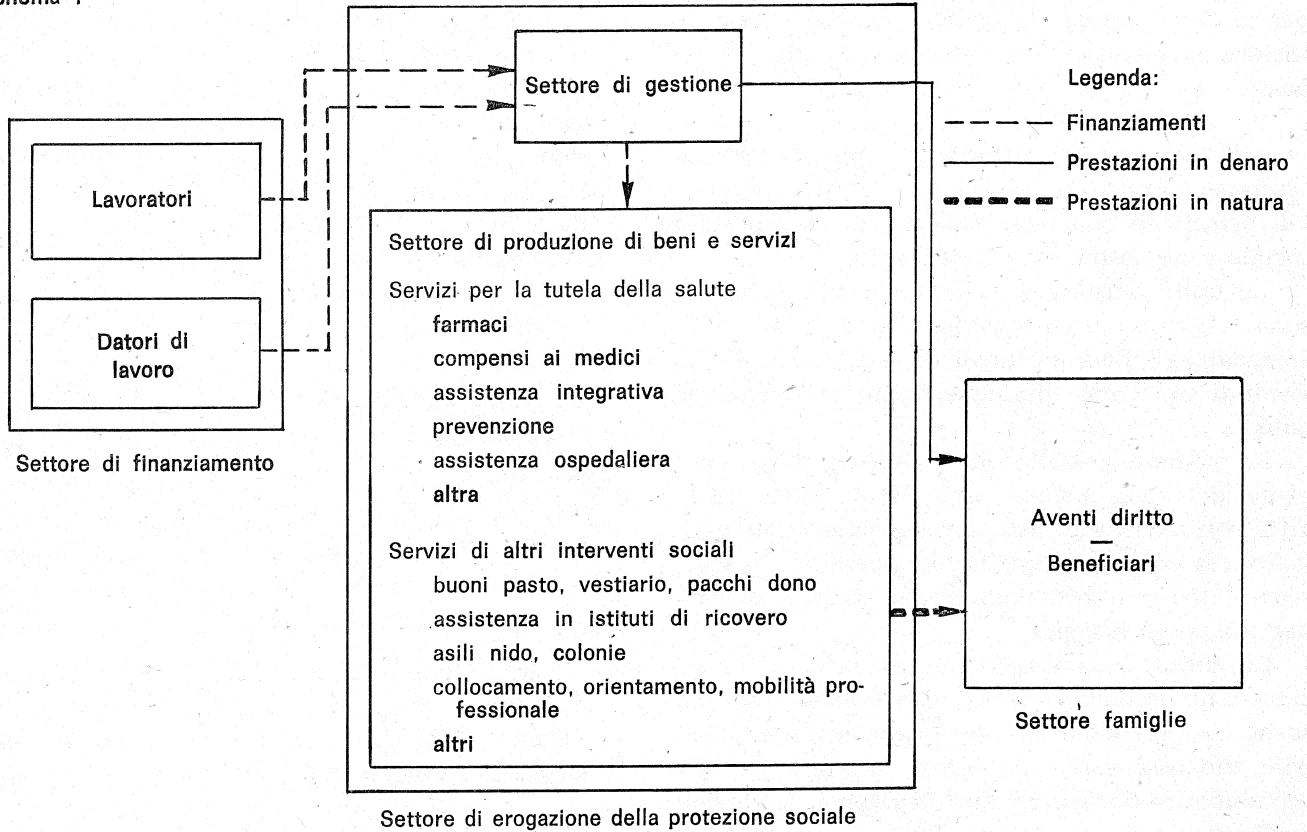 Settore di gestione
Legenda:
Finanziamenti
Prestazioni in denaro
Prestazioni in natura
Lavoratori
Datori di
lavoro
Settore di finanziamento
Settore di produzione di beni e servizi
Servizi per la tutela della salute
farmaci
compensi ai medici
assistenza integrativa
prevenzione
assistenza ospedaliera
altra
Servizi di altri interventi sociali
buoni pasto, vestiario, pacchi dono
assistenza in istituti di ricovero
asili nido, colonie
collocamento, orientamento, mobilità pro-
fessionale
altri
Aventi diritto
—
Beneficiari
Settore famiglie
Settore di erogazione della protezione sociale